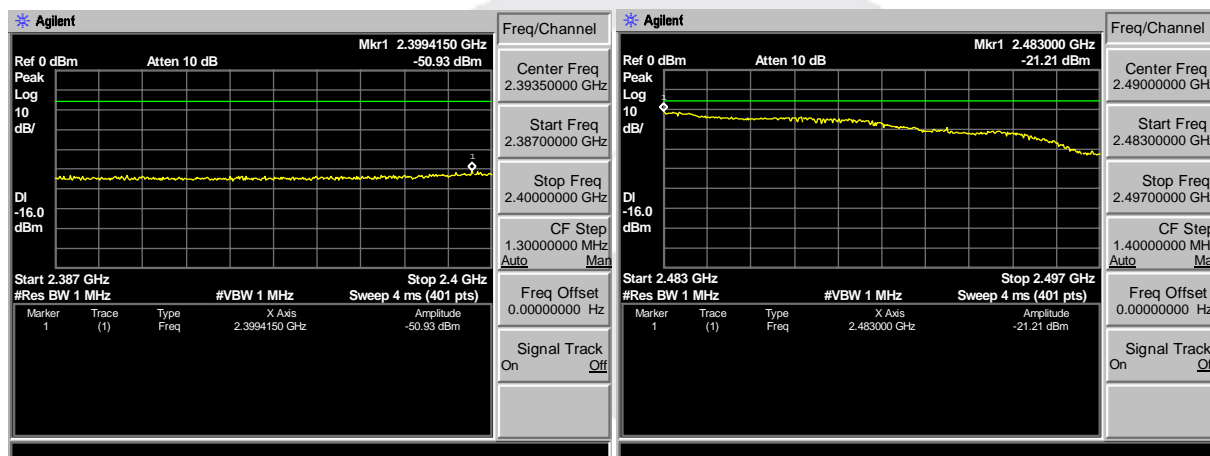 Agilent
Freq/Channel
Mkr1 2.3994150 GHz
Ref 0 dBm Atten 10 dB -50.93 dBm
Peak
Log
10
dB/
1
DI
-16.0
dBm
Start 2.387 GHz Stop 2.4 GHz
#Res BW 1 MHz #VBW 1 MHz Sweep 4 ms (401 pts)
Marker Trace Type X Axis Amplitude
1 (1) Freq 2.3994150 GHz -50.93 dBm
Center Freq
2.39350000 GHz
Start Freq
2.38700000 GHz
Stop Freq
2.40000000 GHz
CF Step
1.30000000 MHz
Auto Man
Freq Offset
0.00000000 Hz
Signal Track
On Off
Agilent
Freq/Channel
Mkr1 2.483000 GHz
Ref 0 dBm Atten 10 dB -21.21 dBm
Peak
Log
10
dB/
1
DI
-16.0
dBm
Start 2.483 GHz Stop 2.497 GHz
#Res BW 1 MHz #VBW 1 MHz Sweep 4 ms (401 pts)
Marker Trace Type X Axis Amplitude
1 (1) Freq 2.483000 GHz -21.21 dBm
Center Freq
2.49000000 GH
Start Freq
2.48300000 GH
Stop Freq
2.49700000 GH
CF Step
1.40000000 MH
Auto Ma
Freq Offset
0.00000000 Hz
Signal Track
On Of